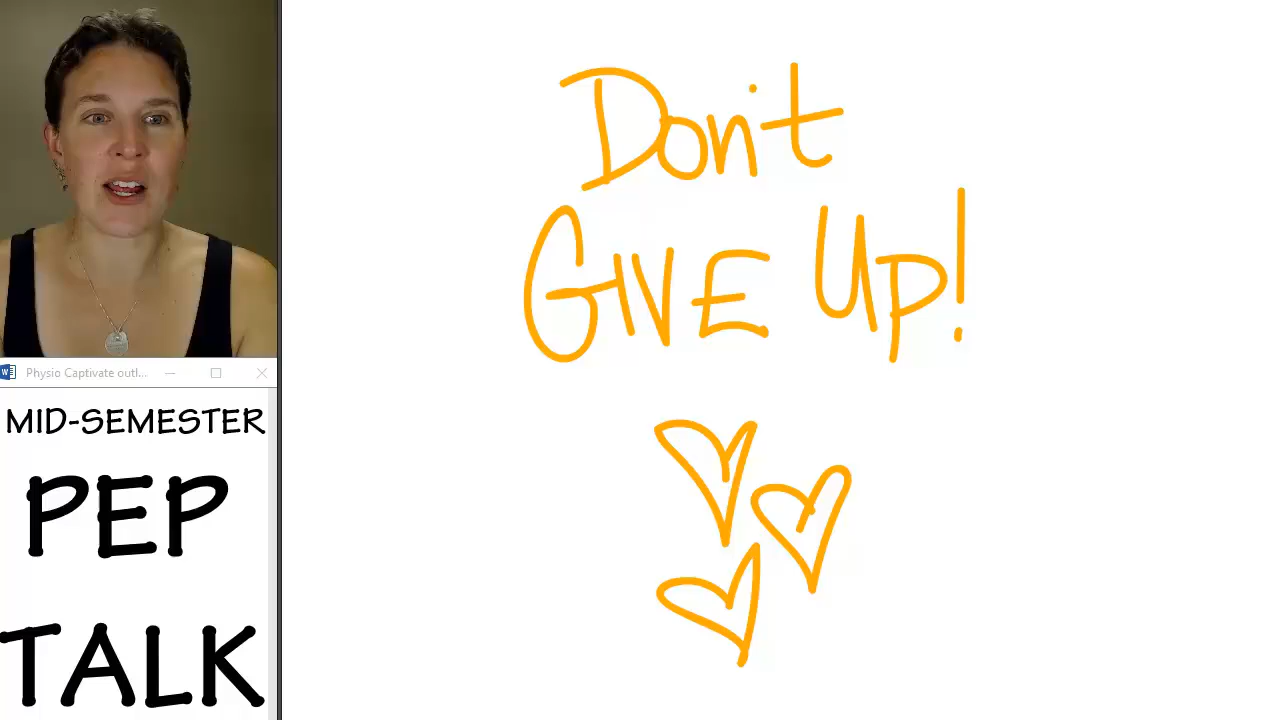 Don't
GIVE UP!
Physio Captivate outl...
MID-SEMESTER
PEP
TALK